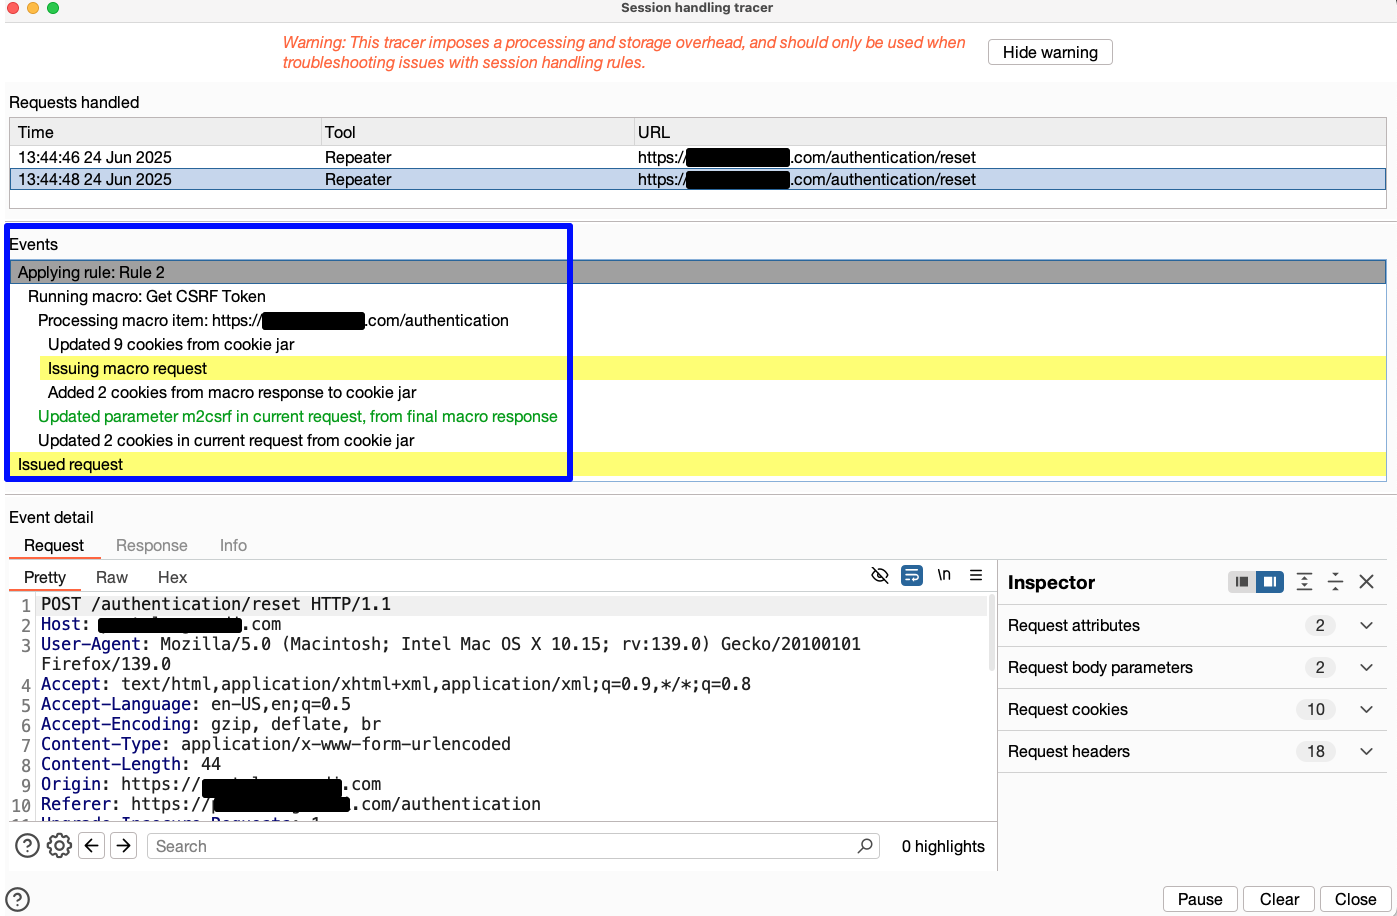 Session handling tracer
Warning: This tracer imposes a processing and storage overhead, and should only be used when
troubleshooting issues with session handling rules.
Hide warning
Requests handled
Time Tool URL
13:44:46 24 Jun 2025 Repeater https:// .com/authentication/reset
13:44:48 24 Jun 2025 Repeater https:// .com/authentication/reset
Events
Applying rule: Rule 2
Running macro: Get CSRF Token
Processing macro item: https:// .com/authentication
Updated 9 cookies from cookie jar
Issuing macro request
Added 2 cookies from macro response to cookie jar
Updated parameter m2csrf in current request, from final macro response
Updated 2 cookies in current request from cookie jar
Issued request
Event detail
Request Response Info
Pretty Raw Hex \n
1 POST /authentication/reset HTTP/1.1
2 Host: .com
3 User-Agent: Mozilla/5.0 (Macintosh; Intel Mac OS X 10.15; rv:139.0) Gecko/20100101
Firefox/139.0
4 Accept: text/html,application/xhtml+xml,application/xml;q=0.9,*/*;q=0.8
5 Accept-Language: en-US,en;q=0.5
6 Accept-Encoding: gzip, deflate, br
7 Content-Type: application/x-www-form-urlencoded
8 Content-Length: 44
9 Origin: https:// .com
10 Referer: https:// .com/authentication
Search
0 highlights
Inspector
Request attributes 2
Request body parameters 2
Request cookies 10
Request headers 18
Pause Clear Close